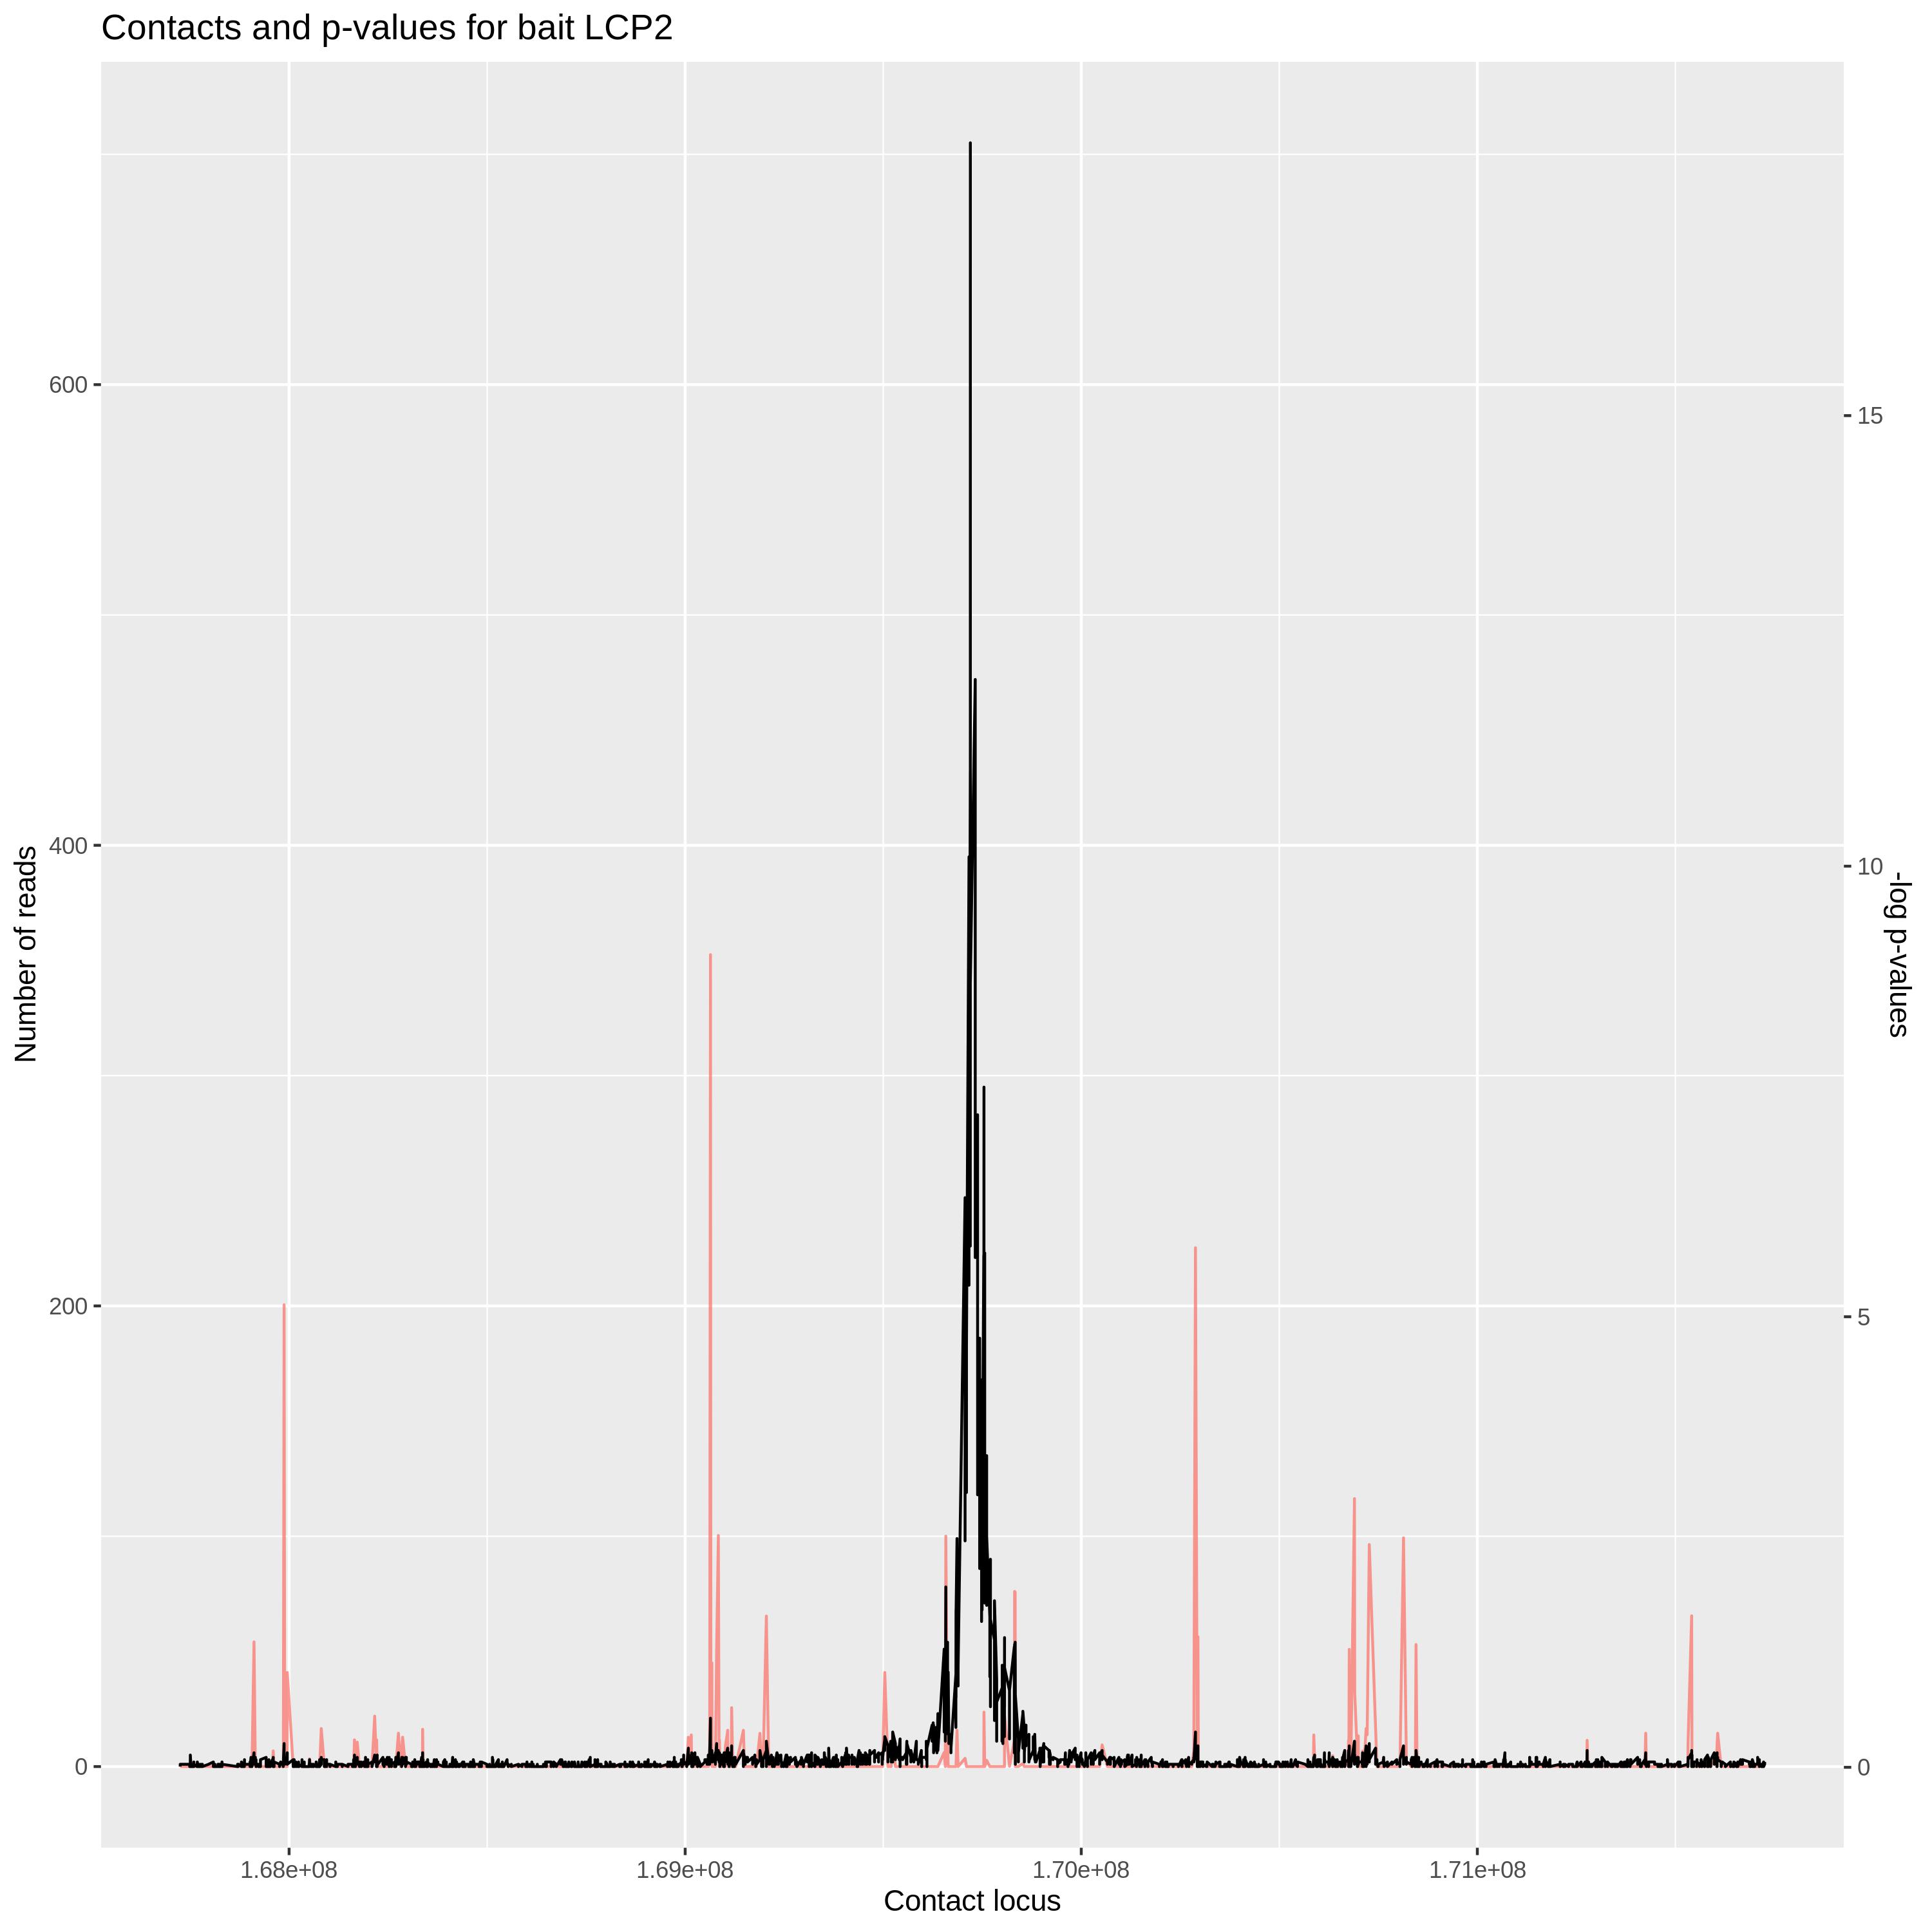 Contacts and p-values for bait LCP2
600
400
200
0
Number of reads
15
10
5
0
-log p-values
1.68e+08 1.69e+08 1.70e+08 1.71e+08
Contact locus